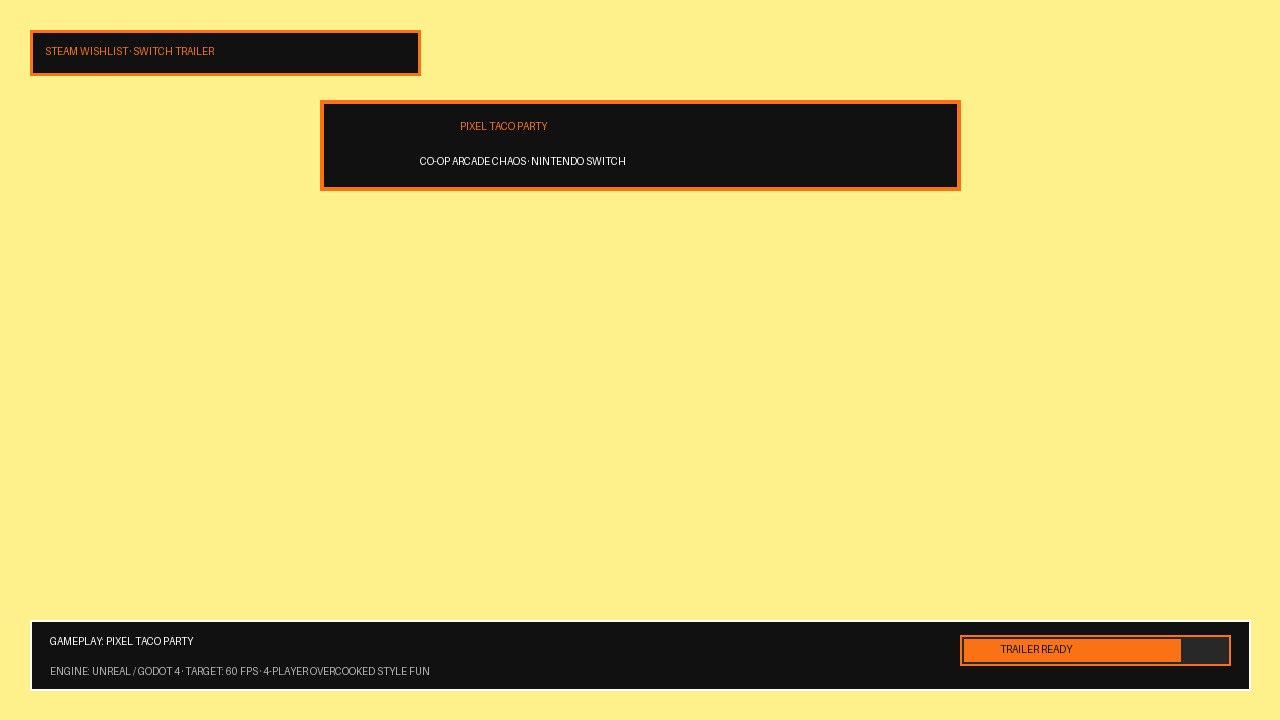 STEAM WISHLIST · SWITCH TRAILER
PIXEL TACO PARTY
CO-OP ARCADE CHAOS · NINTENDO SWITCH
GAMEPLAY: PIXEL TACO PARTY
TRAILER READY
ENGINE: UNREAL / GODOT 4 · TARGET: 60 FPS · 4-PLAYER OVERCOOKED STYLE FUN